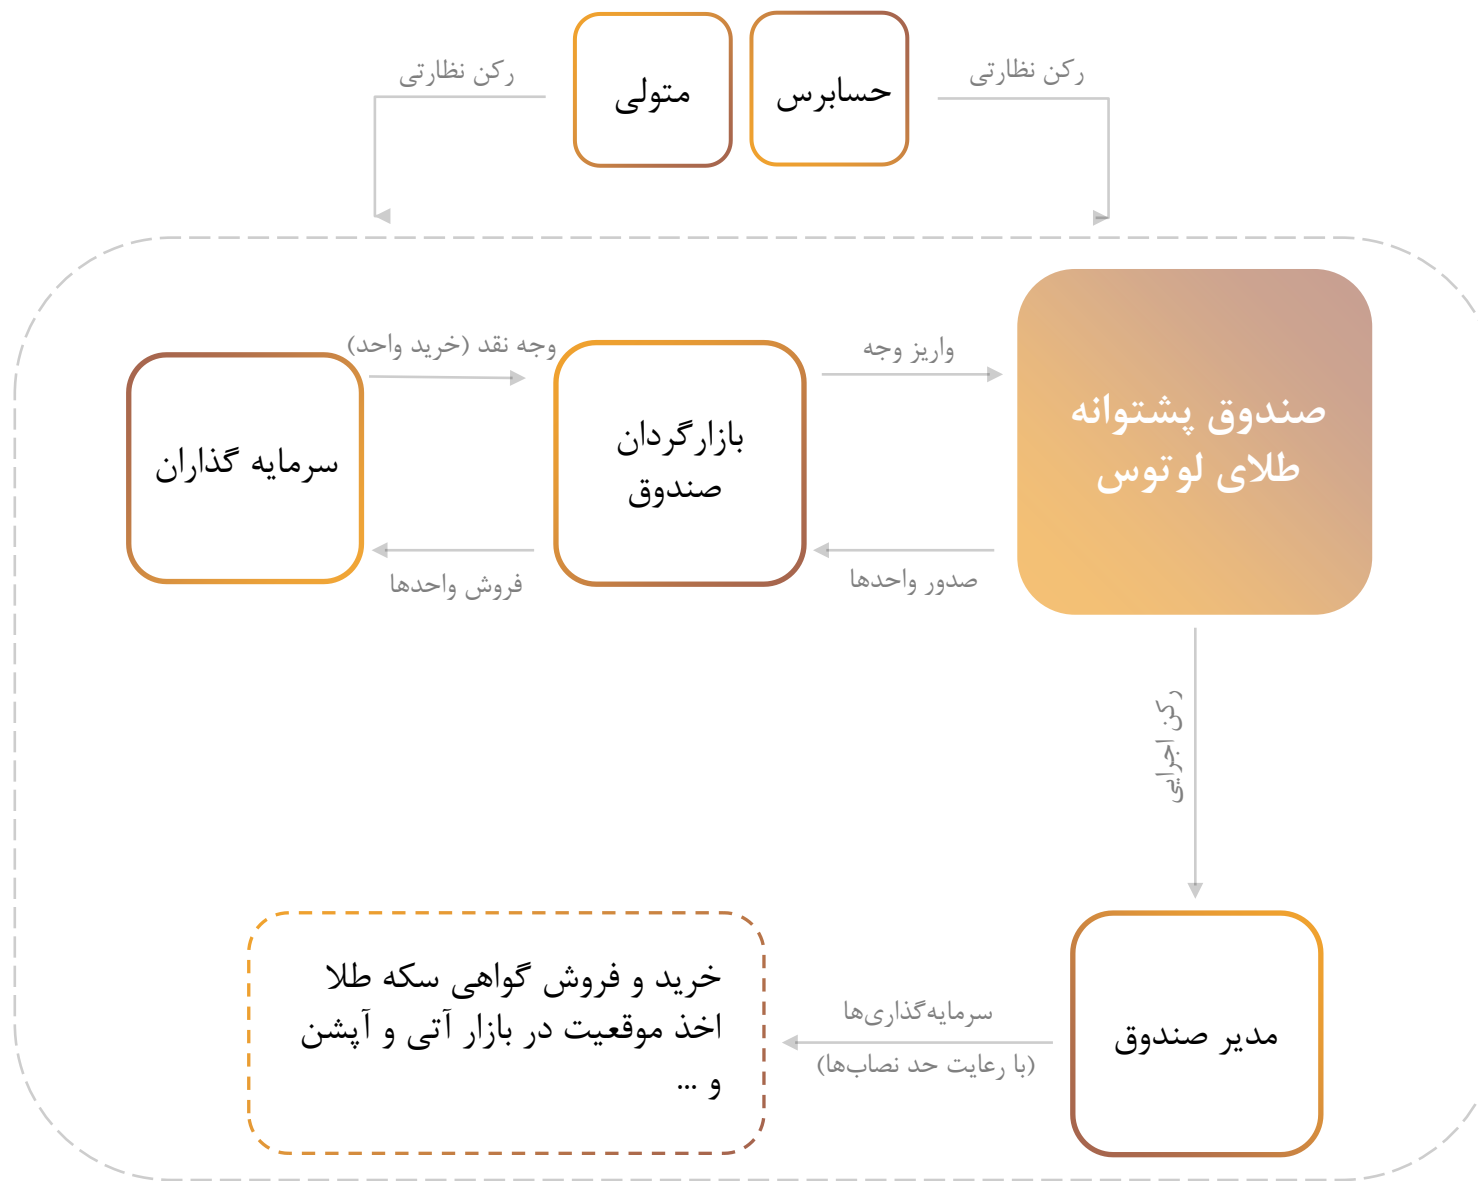 رکن نظارتی
حسابرس
متولی
رکن نظارتی
صندوق پشتوانه
طلای لوتوس
واریز وجه
صدور واحدها
بازارگردان
صندوق
وجه نقد (خرید واحد)
فروش واحدها
سرمایه گذاران
رکن اجرایی
مدیر صندوق
سرمایه‌گذاری‌ها
(با رعایت حد نصاب‌ها)
خرید و فروش گواهی سکه طلا
اخذ موقعیت در بازار آتی و آپشن
و ...